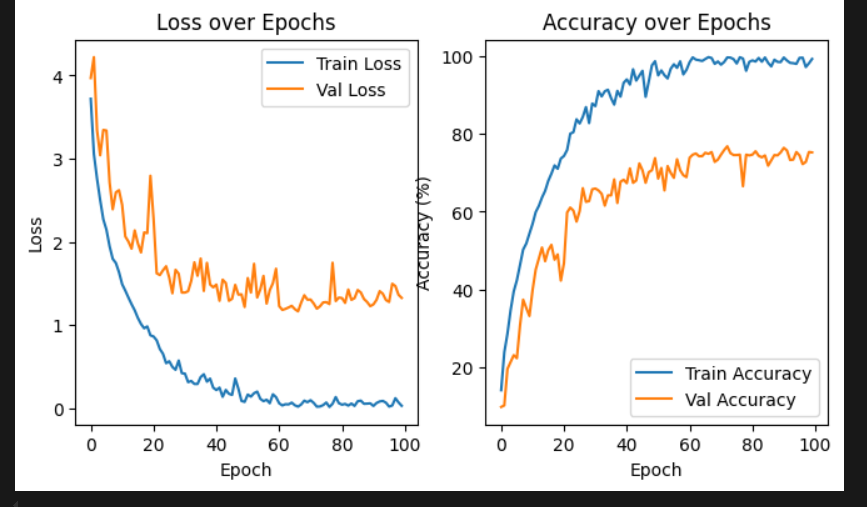 Loss over Epochs
Train Loss
Val Loss
4
3
2
1
0
Loss
0 20 40 60 80 100
Epoch
Accuracy over Epochs
100
80
60
40
20
Accuracy (%)
Train Accuracy
Val Accuracy
0 20 40 60 80 100
Epoch